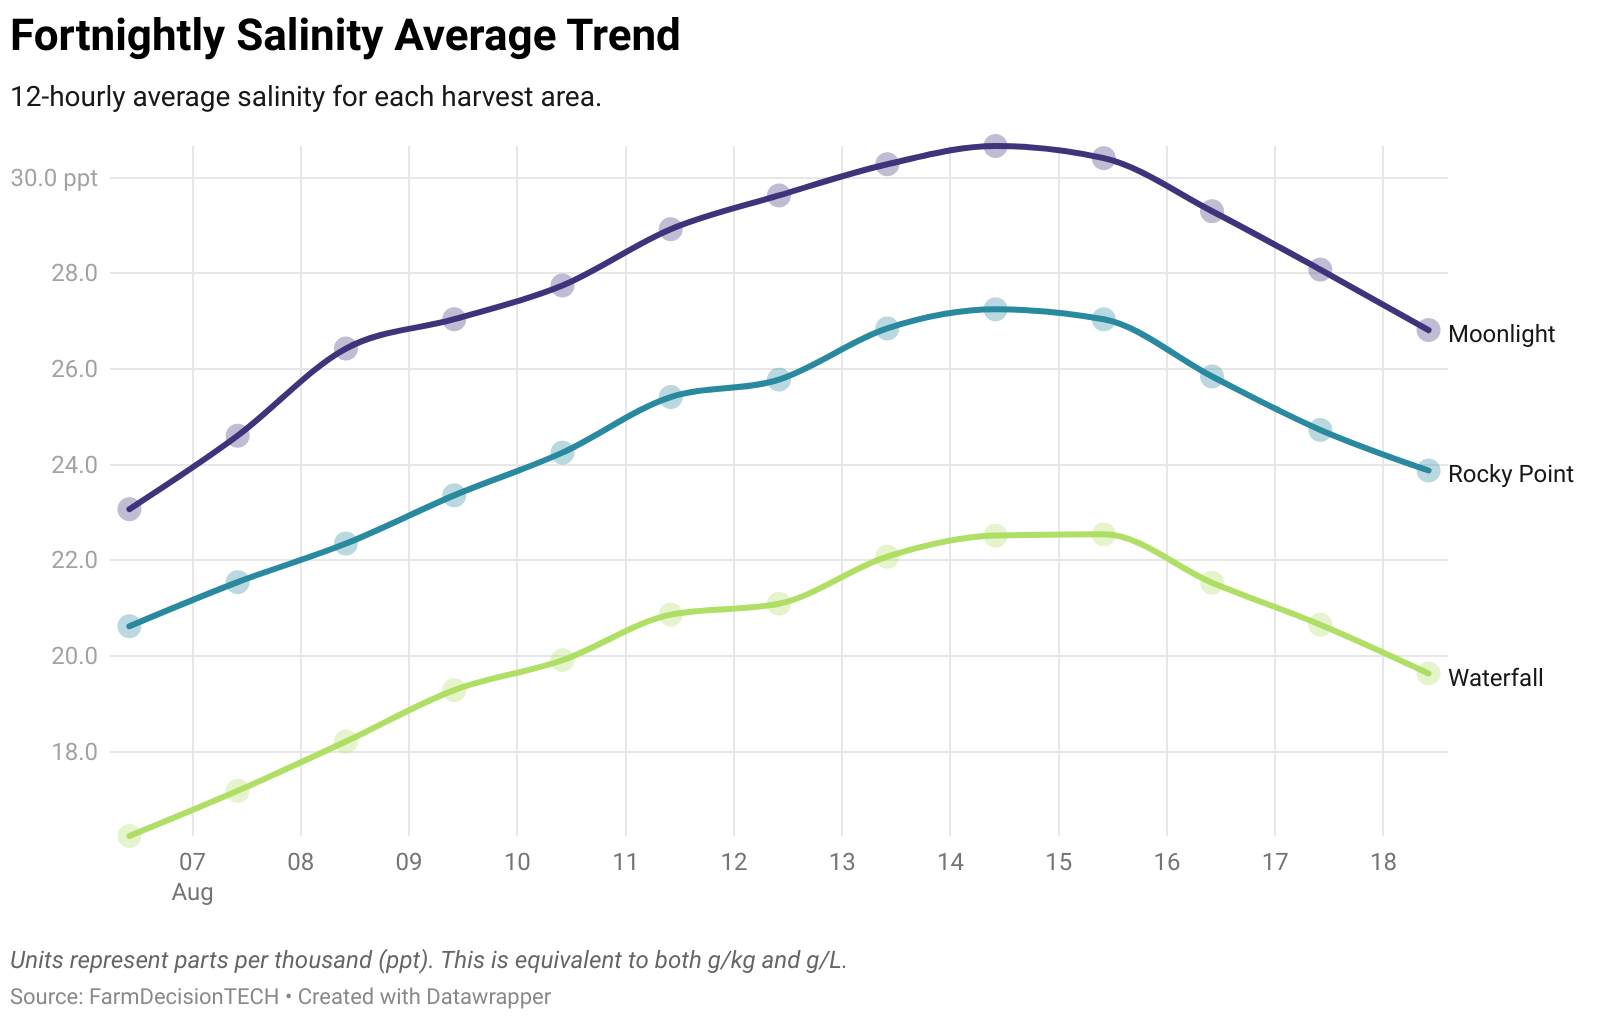 Fortnightly Salinity Average Trend
12-hourly average salinity for each harvest area.
30.0 ppt
28.0
26.0
24.0
22.0
20.0
18.0
Moonlight
Rocky Point
Waterfall
07 08 09 10 11 12 13 14 15 16 17 18
Aug
Units represent parts per thousand (ppt). This is equivalent to both g/kg and g/L.
Source: FarmDecisionTECH • Created with Datawrapper